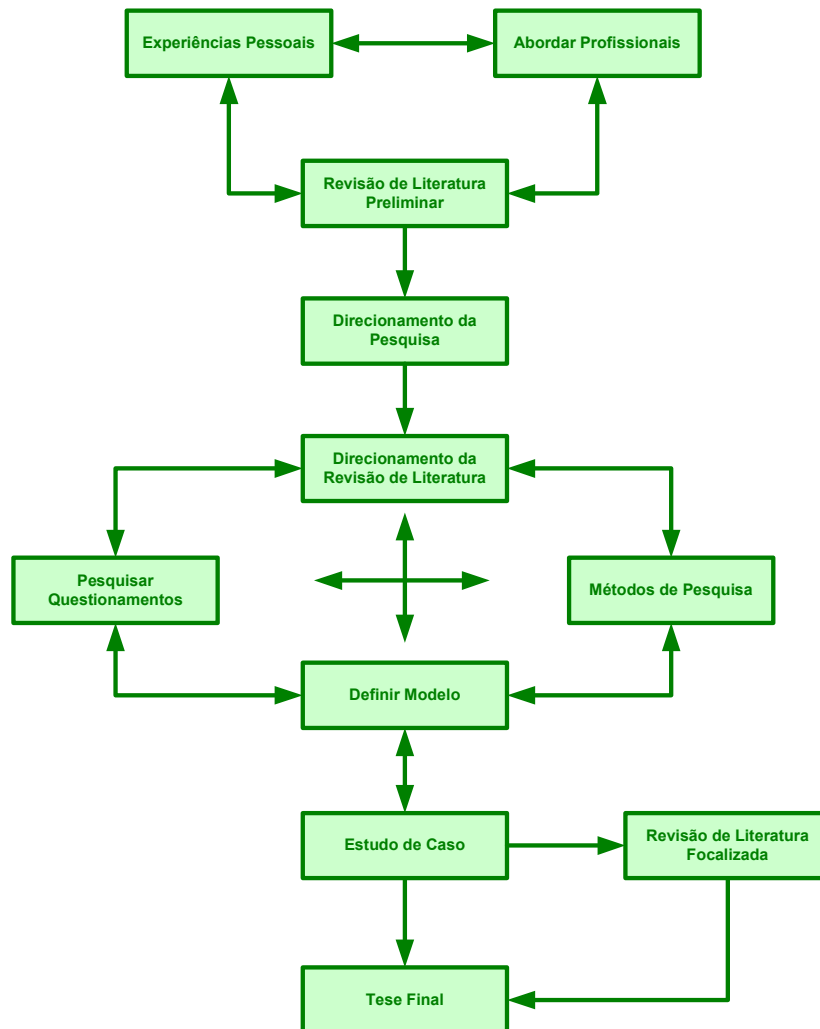 Experiências Pessoais
Abordar Profissionais
Revisão de Literatura
Preliminar
Direcionamento da
Pesquisa
Direcionamento da
Revisão de Literatura
Pesquisar
Questionamentos
Métodos de Pesquisa
Definir Modelo
Estudo de Caso
Revisão de Literatura
Focalizada
Tese Final